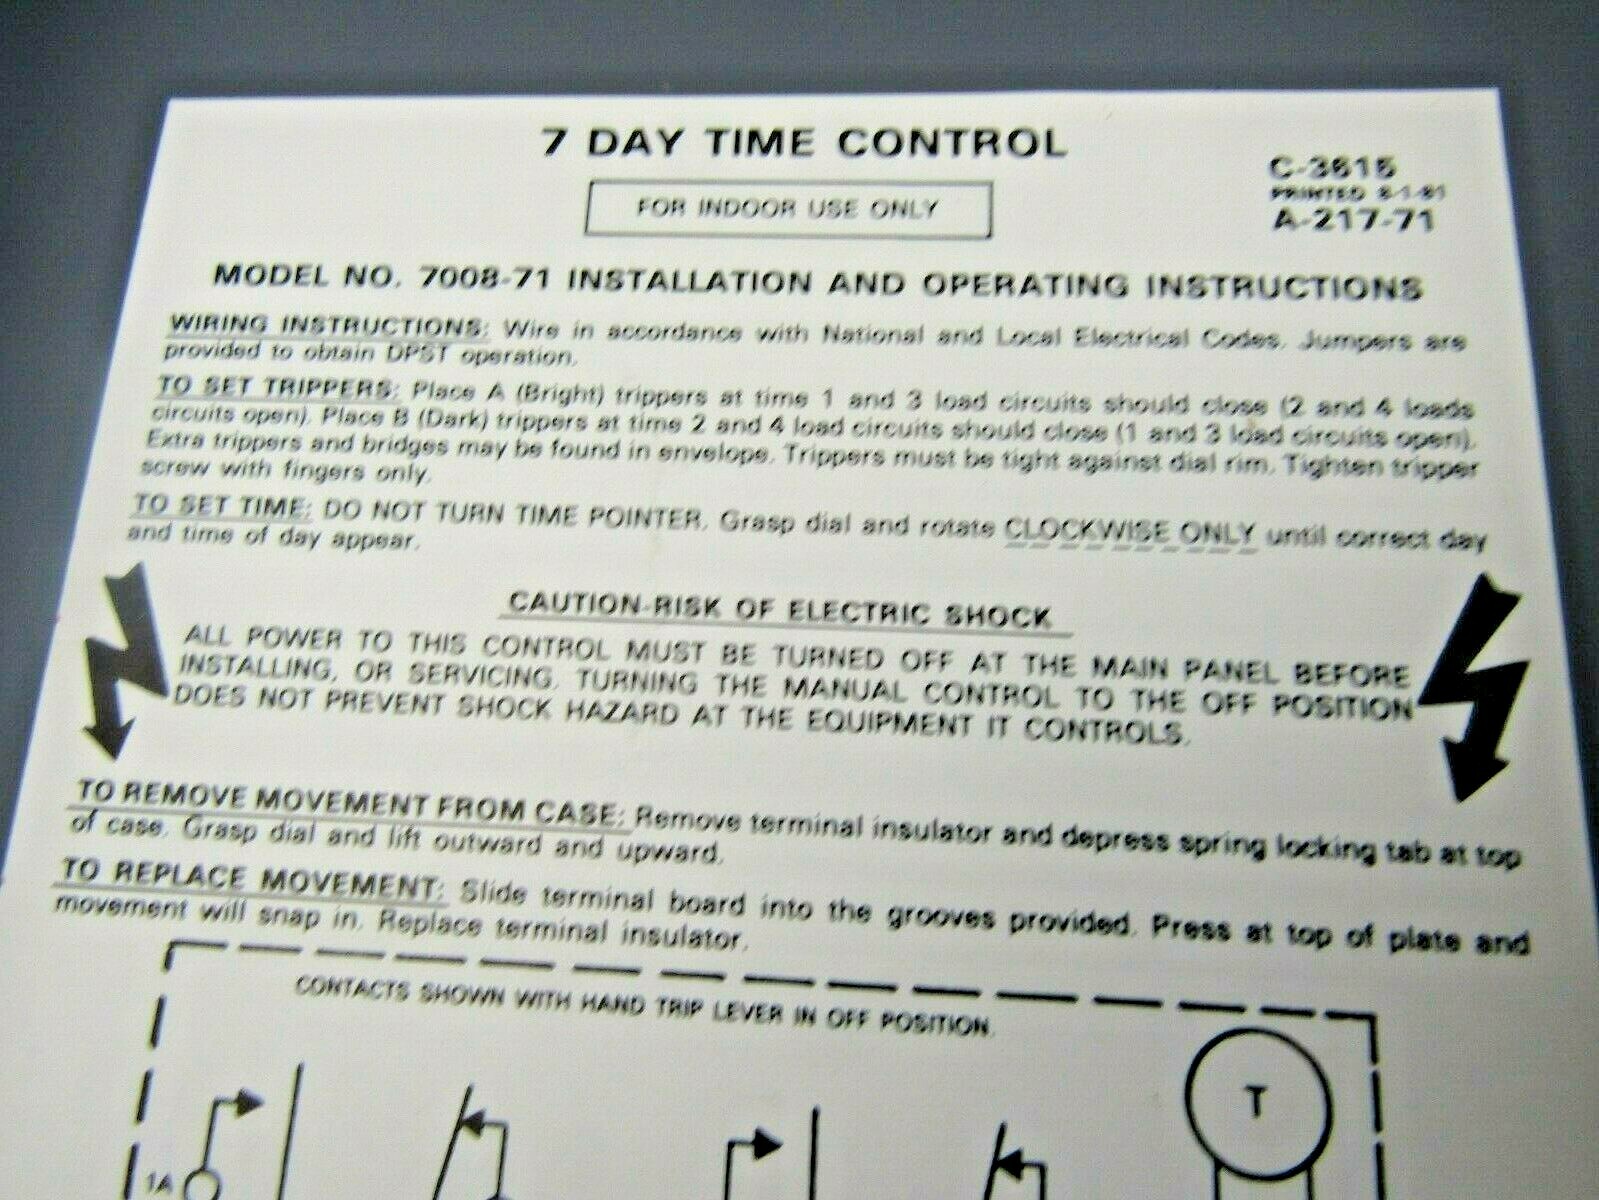 7 DAY TIME CONTROL
FOR INDOOR USE ONLY
C-3615
PRINTED 8-1-81
A-217-71
MODEL NO. 7008-71 INSTALLATION AND OPERATING INSTRUCTIONS
WIRING INSTRUCTIONS: Wire in accordance with National and Local Electrical Codes. Jumpers are
provided to obtain DPST operation.
TO SET TRIPPERS: Place A (Bright) trippers at time 1 and 3 load circuits should close (2 and 4 loads
circuits open). Place B (Dark) trippers at time 2 and 4 load circuits should close (1 and 3 load circuits open).
Extra trippers and bridges may be found in envelope. Trippers must be tight against dial rim. Tighten tripper
screw with fingers only.
TO SET TIME: DO NOT TURN TIME POINTER. Grasp dial and rotate CLOCKWISE ONLY until correct day
and time of day appear.
CAUTION-RISK OF ELECTRIC SHOCK
ALL POWER TO THIS CONTROL MUST BE TURNED OFF AT THE MAIN PANEL BEFORE
INSTALLING, OR SERVICING. TURNING THE MANUAL CONTROL TO THE OFF POSITION
DOES NOT PREVENT SHOCK HAZARD AT THE EQUIPMENT IT CONTROLS.
TO REMOVE MOVEMENT FROM CASE: Remove terminal insulator and depress spring locking tab at top
of case. Grasp dial and lift outward and upward.
TO REPLACE MOVEMENT: Slide terminal board into the grooves provided. Press at top of plate and
movement will snap in. Replace terminal insulator.
CONTACTS SHOWN WITH HAND TRIP LEVER IN OFF POSITION.
T
1A